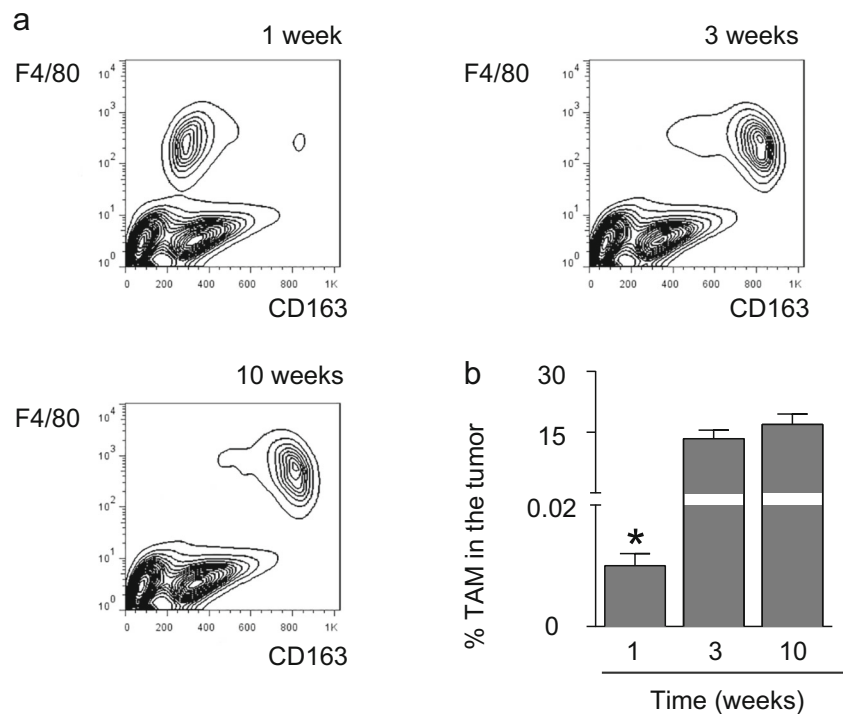 a
1 week
F4/80
10⁴
10³
10²
10¹
10⁰
0 200 400 600 800 1K
CD163
3 weeks
F4/80
10⁴
10³
10²
10¹
10⁰
0 200 400 600 800 1K
CD163
10 weeks
F4/80
10⁴
10³
10²
10¹
10⁰
0 200 400 600 800 1K
CD163
b
% TAM in the tumor
30
15
0.02
0
*
1 3 10
Time (weeks)